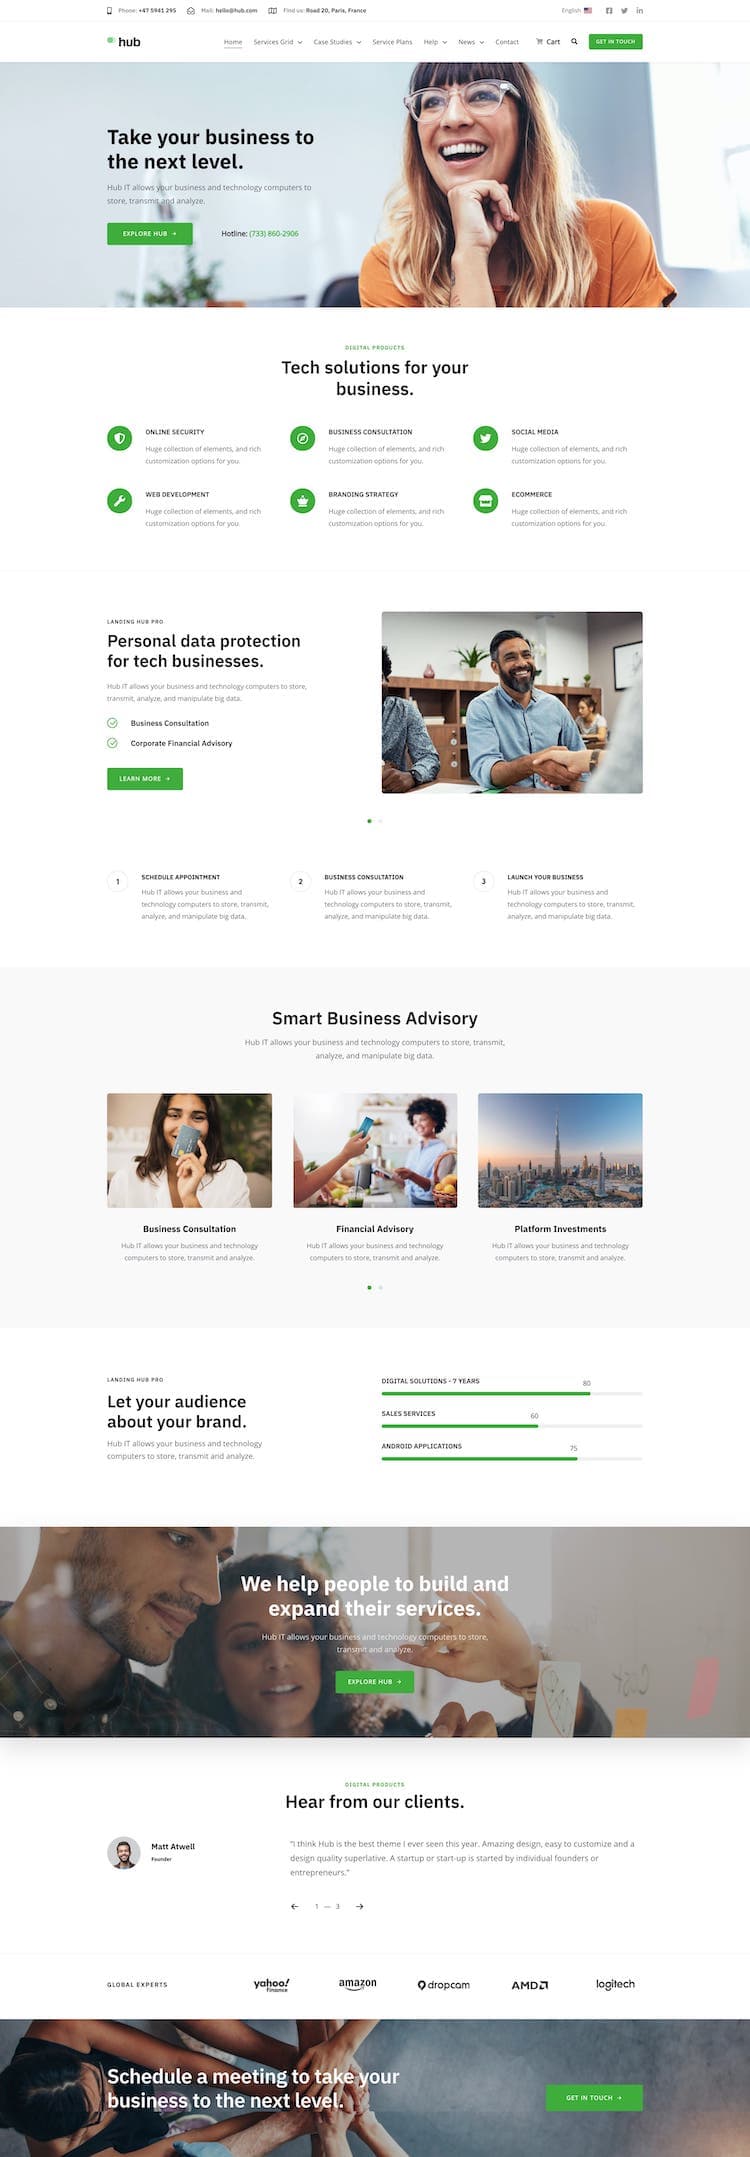 Phone: +47 5941 295 Mail: hello@hub.com Find us: Road 20, Paris, France English
hub Home Services Grid Case Studies Service Plans Help News Contact Cart GET IN TOUCH
Take your business to
the next level.
Hub IT allows your business and technology computers to
store, transmit and analyze.
EXPLORE HUB Hotline: (733) 860-2906
DIGITAL PRODUCTS
Tech solutions for your
business.
ONLINE SECURITY
Huge collection of elements, and rich
customization options for you.
BUSINESS CONSULTATION
Huge collection of elements, and rich
customization options for you.
SOCIAL MEDIA
Huge collection of elements, and rich
customization options for you.
WEB DEVELOPMENT
Huge collection of elements, and rich
customization options for you.
BRANDING STRATEGY
Huge collection of elements, and rich
customization options for you.
ECOMMERCE
Huge collection of elements, and rich
customization options for you.
LANDING HUB PRO
Personal data protection
for tech businesses.
Hub IT allows your business and technology computers to store,
transmit, analyze, and manipulate big data.
Business Consultation
Corporate Financial Advisory
LEARN MORE
1 SCHEDULE APPOINTMENT
Hub IT allows your business and
technology computers to store, transmit,
analyze, and manipulate big data.
2 BUSINESS CONSULTATION
Hub IT allows your business and
technology computers to store, transmit,
analyze, and manipulate big data.
3 LAUNCH YOUR BUSINESS
Hub IT allows your business and
technology computers to store, transmit,
analyze, and manipulate big data.
Smart Business Advisory
Hub IT allows your business and technology computers to store, transmit,
analyze, and manipulate big data.
Business Consultation
Hub IT allows your business and technology
computers to store, transmit and analyze.
Financial Advisory
Hub IT allows your business and technology
computers to store, transmit and analyze.
Platform Investments
Hub IT allows your business and technology
computers to store, transmit and analyze.
LANDING HUB PRO
Let your audience
about your brand.
Hub IT allows your business and technology
computers to store, transmit and analyze.
DIGITAL SOLUTIONS - 7 YEARS 80
SALES SERVICES 60
ANDROID APPLICATIONS 75
We help people to build and
expand their services.
Hub IT allows your business and technology computers to store,
transmit and analyze.
EXPLORE HUB
DIGITAL PRODUCTS
Hear from our clients.
Matt Atwell
Founder
"I think Hub is the best theme I ever seen this year. Amazing design, easy to customize and a
design quality superlative. A startup or start-up is started by individual founders or
entrepreneurs."
1 — 3
GLOBAL EXPERTS yahoo! finance amazon dropcam AMD logitech
Schedule a meeting to take your
business to the next level.
GET IN TOUCH